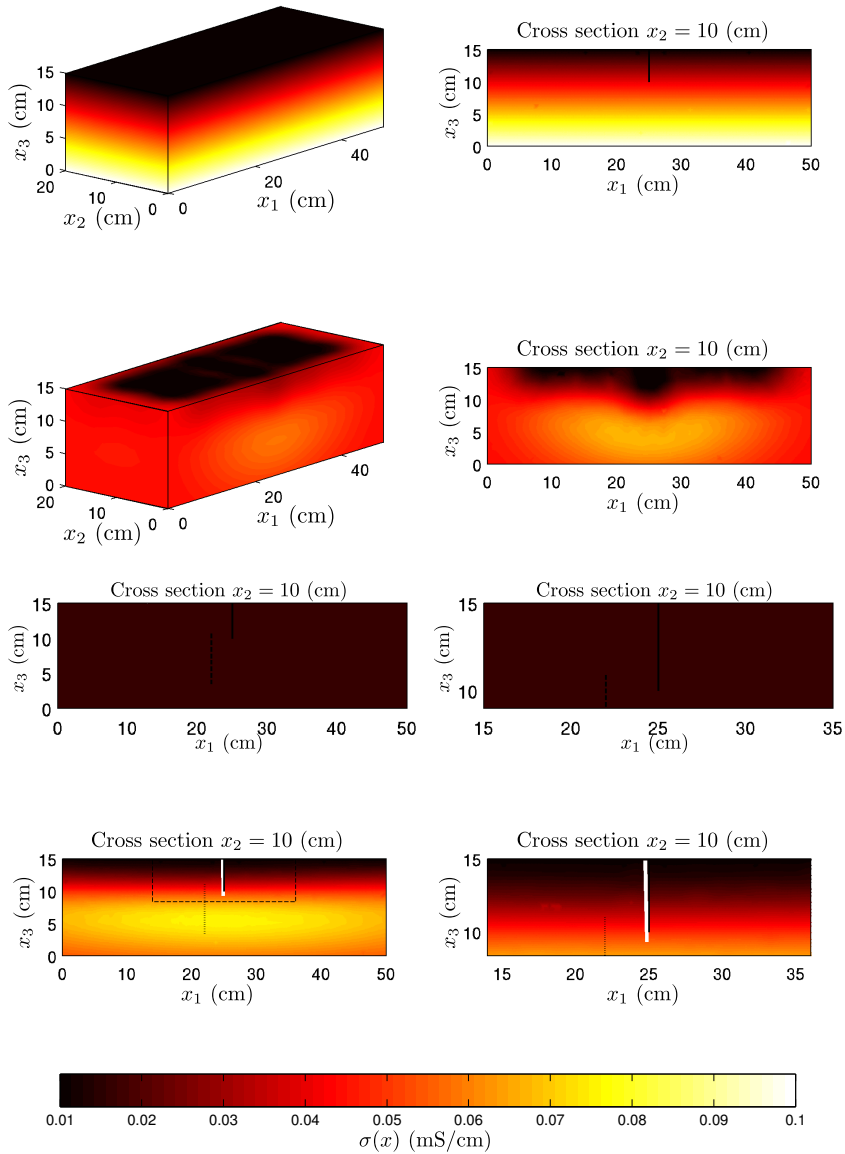 Cross section x₂ = 10 (cm)
15
10
5
0
x₃ (cm)
20
10
0
x₂ (cm)
0
20
40
x₁ (cm)
15
10
5
0
x₃ (cm)
0 10 20 30 40 50
x₁ (cm)
Cross section x₂ = 10 (cm)
15
10
5
0
x₃ (cm)
20
10
0
x₂ (cm)
0
20
40
x₁ (cm)
15
10
5
0
x₃ (cm)
0 10 20 30 40 50
x₁ (cm)
Cross section x₂ = 10 (cm)
15
10
5
0
x₃ (cm)
0 10 20 30 40 50
x₁ (cm)
Cross section x₂ = 10 (cm)
15
10
x₃ (cm)
15 20 25 30 35
x₁ (cm)
Cross section x₂ = 10 (cm)
15
10
5
0
x₃ (cm)
0 10 20 30 40 50
x₁ (cm)
Cross section x₂ = 10 (cm)
15
10
x₃ (cm)
15 20 25 30 35
x₁ (cm)
0.01 0.02 0.03 0.04 0.05 0.06 0.07 0.08 0.09 0.1
σ(x) (mS/cm)